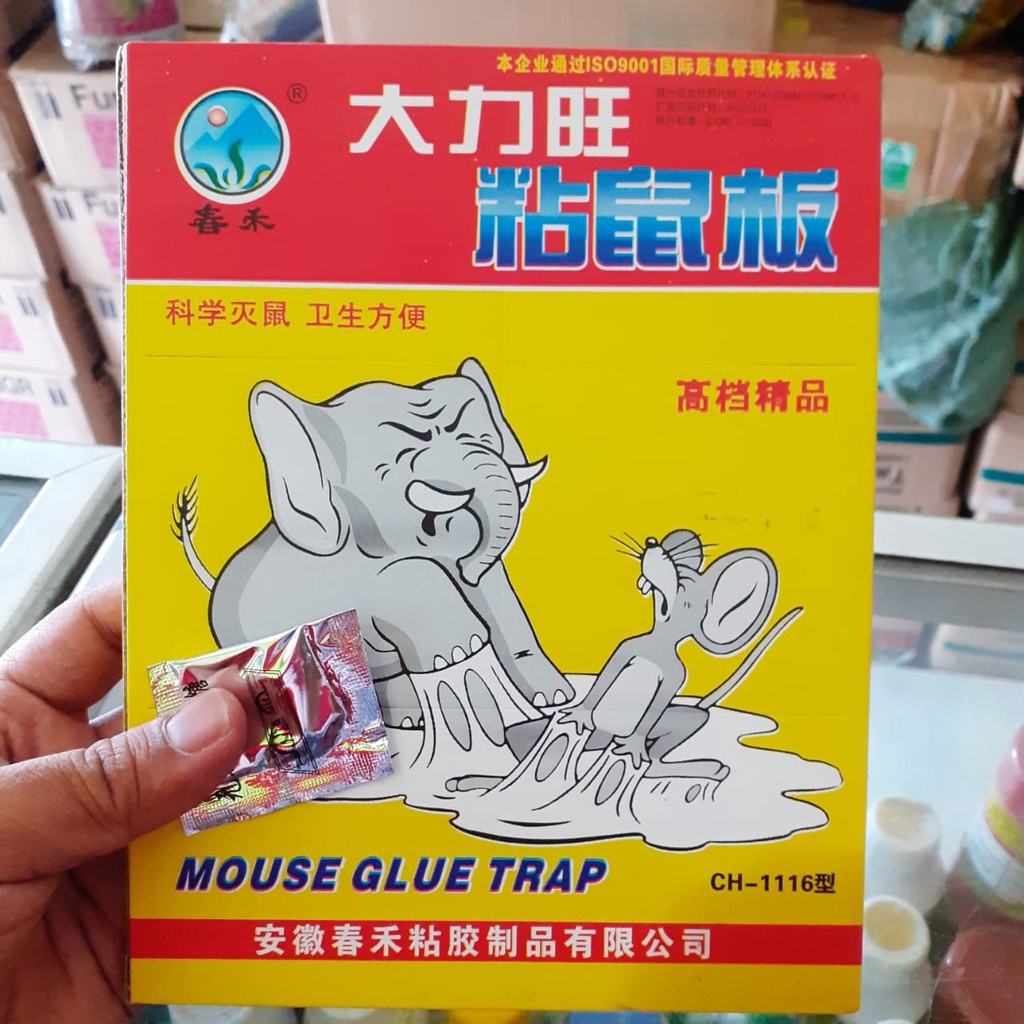 本企业通过ISO9001国际质量管理体系认证
®
大力旺
粘鼠板
春禾
科学灭鼠 卫生方便
高档精品
MOUSE GLUE TRAP
CH-1116型
安徽春禾粘胶制品有限公司